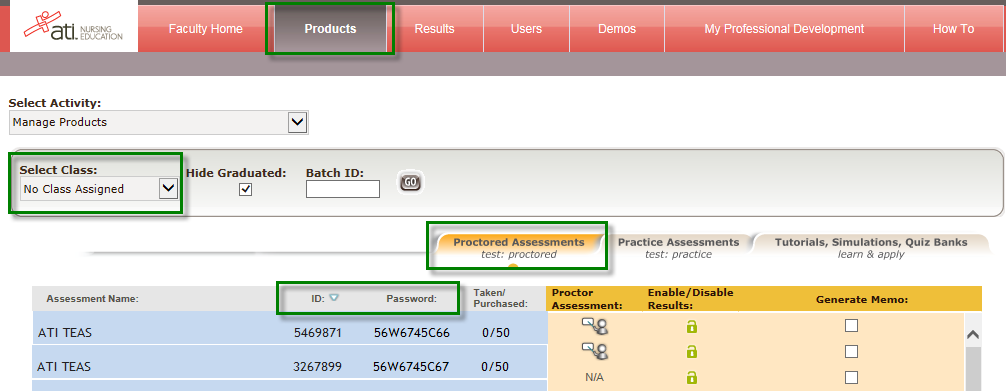 ati. NURSING EDUCATION
Faculty Home Products Results Users Demos My Professional Development How To
Select Activity:
Manage Products
Select Class: Hide Graduated: Batch ID:
No Class Assigned GO
Proctored Assessments Practice Assessments Tutorials, Simulations, Quiz Banks
test: proctored test: practice learn & apply
Assessment Name: ID: Password: Taken/ Purchased: Proctor Assessment: Enable/Disable Results: Generate Memo:
ATI TEAS 5469871 56W6745C66 0/50
ATI TEAS 3267899 56W6745C67 0/50
N/A